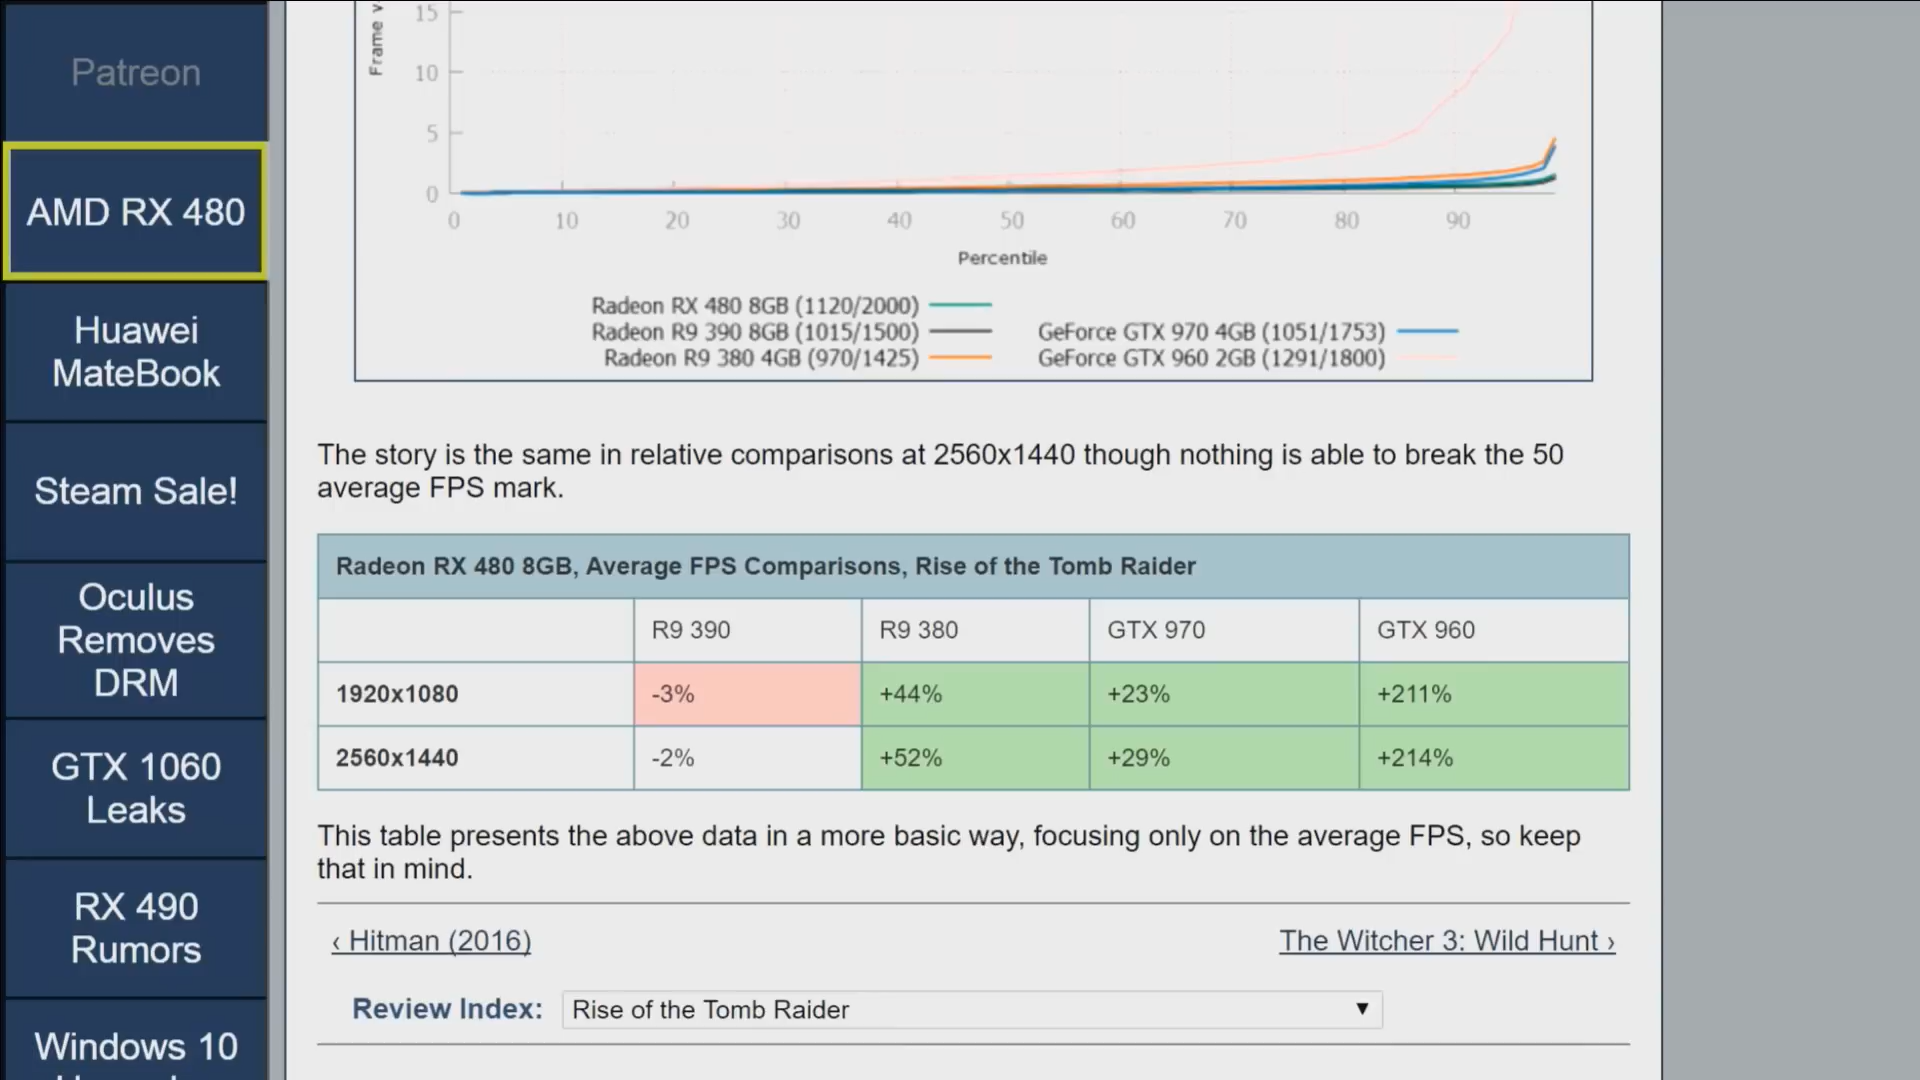 Patreon
AMD RX 480
Huawei
MateBook
Steam Sale!
Oculus
Removes
DRM
GTX 1060
Leaks
RX 490
Rumors
Windows 10
15
10
5
0
0 10 20 30 40 50 60 70 80 90
Percentile
Radeon RX 480 8GB (1120/2000)
Radeon R9 390 8GB (1015/1500)
Radeon R9 380 4GB (970/1425)
GeForce GTX 970 4GB (1051/1753)
GeForce GTX 960 2GB (1291/1800)
Frame
The story is the same in relative comparisons at 2560x1440 though nothing is able to break the 50
average FPS mark.
Radeon RX 480 8GB, Average FPS Comparisons, Rise of the Tomb Raider
R9 390 R9 380 GTX 970 GTX 960
1920x1080 -3% +44% +23% +211%
2560x1440 -2% +52% +29% +214%
This table presents the above data in a more basic way, focusing only on the average FPS, so keep
that in mind.
‹ Hitman (2016) The Witcher 3: Wild Hunt ›
Review Index: Rise of the Tomb Raider